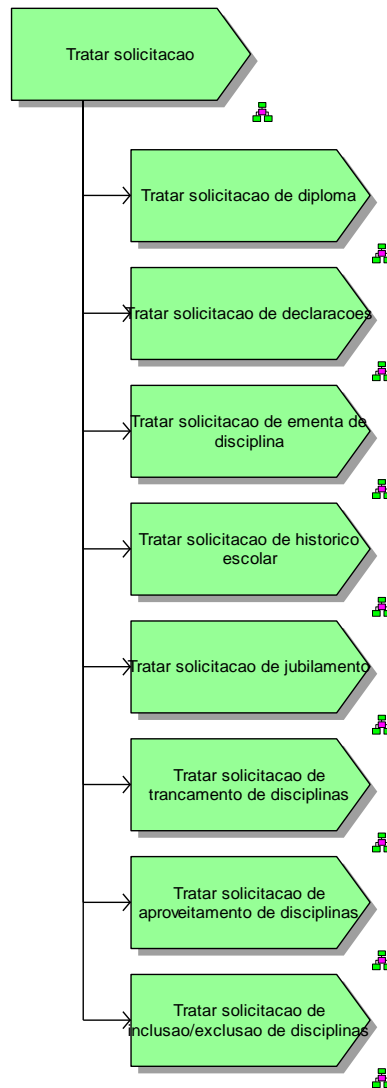 Tratar solicitacao
Tratar solicitacao de diploma
Tratar solicitacao de declaracoes
Tratar solicitacao de ementa de
disciplina
Tratar solicitacao de historico
escolar
Tratar solicitacao de jubilamento
Tratar solicitacao de
trancamento de disciplinas
Tratar solicitacao de
aproveitamento de disciplinas
Tratar solicitacao de
inclusao/exclusao de disciplinas